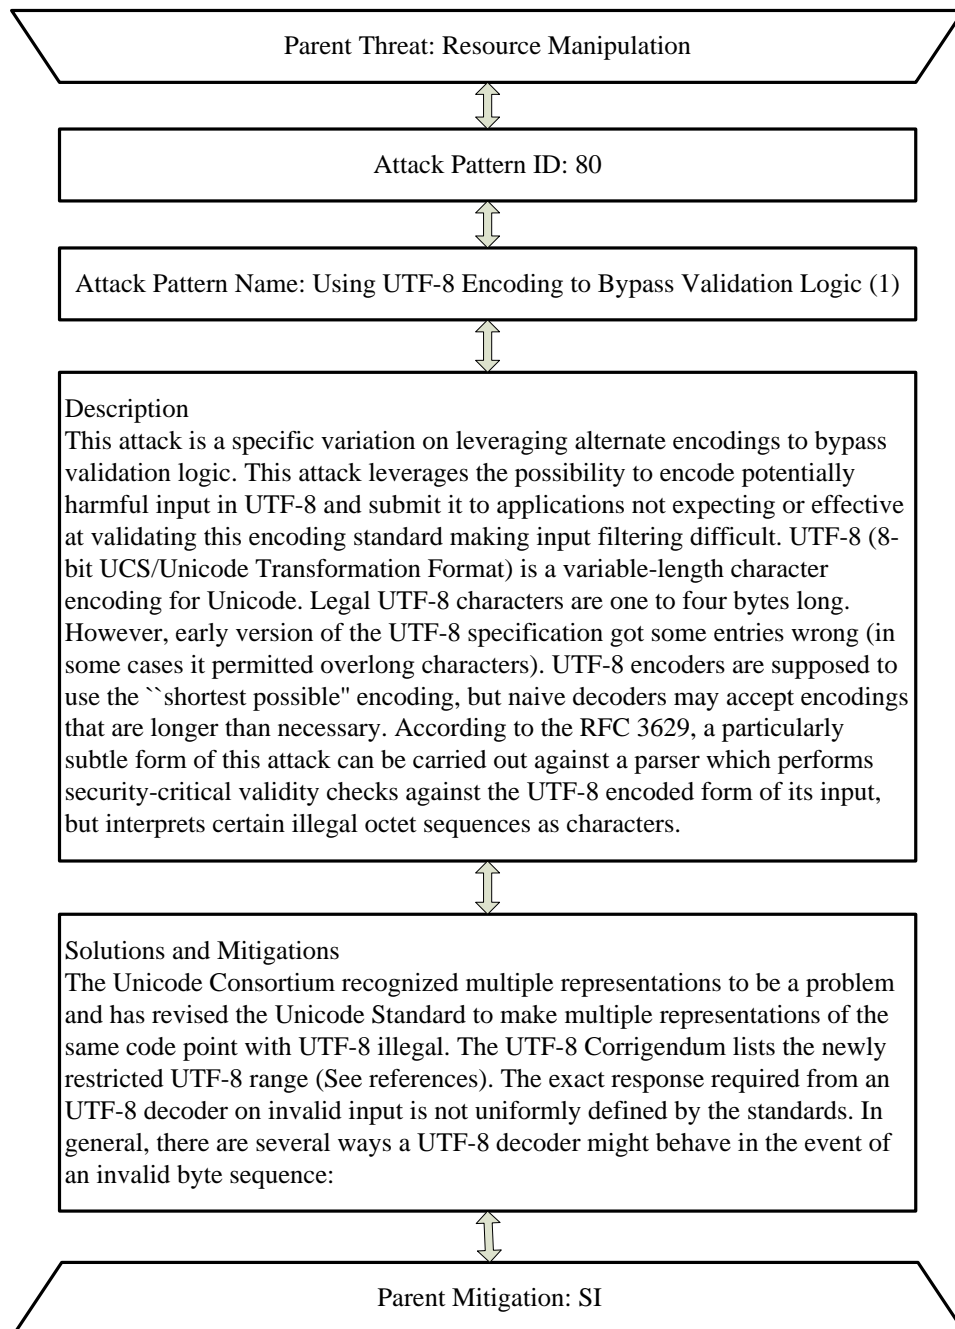 Parent Threat: Resource Manipulation
Attack Pattern ID: 80
Attack Pattern Name: Using UTF-8 Encoding to Bypass Validation Logic (1)
Description
This attack is a specific variation on leveraging alternate encodings to bypass
validation logic. This attack leverages the possibility to encode potentially
harmful input in UTF-8 and submit it to applications not expecting or effective
at validating this encoding standard making input filtering difficult. UTF-8 (8-
bit UCS/Unicode Transformation Format) is a variable-length character
encoding for Unicode. Legal UTF-8 characters are one to four bytes long.
However, early version of the UTF-8 specification got some entries wrong (in
some cases it permitted overlong characters). UTF-8 encoders are supposed to
use the ``shortest possible" encoding, but naive decoders may accept encodings
that are longer than necessary. According to the RFC 3629, a particularly
subtle form of this attack can be carried out against a parser which performs
security-critical validity checks against the UTF-8 encoded form of its input,
but interprets certain illegal octet sequences as characters.
Solutions and Mitigations
The Unicode Consortium recognized multiple representations to be a problem
and has revised the Unicode Standard to make multiple representations of the
same code point with UTF-8 illegal. The UTF-8 Corrigendum lists the newly
restricted UTF-8 range (See references). The exact response required from an
UTF-8 decoder on invalid input is not uniformly defined by the standards. In
general, there are several ways a UTF-8 decoder might behave in the event of
an invalid byte sequence:
Parent Mitigation: SI